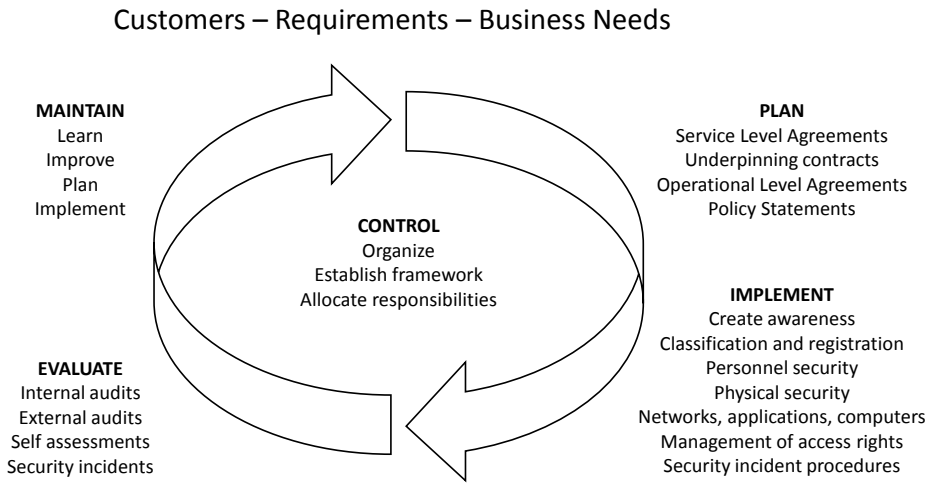 Customers – Requirements – Business Needs
MAINTAIN
Learn
Improve
Plan
Implement
PLAN
Service Level Agreements
Underpinning contracts
Operational Level Agreements
Policy Statements
CONTROL
Organize
Establish framework
Allocate responsibilities
EVALUATE
Internal audits
External audits
Self assessments
Security incidents
IMPLEMENT
Create awareness
Classification and registration
Personnel security
Physical security
Networks, applications, computers
Management of access rights
Security incident procedures